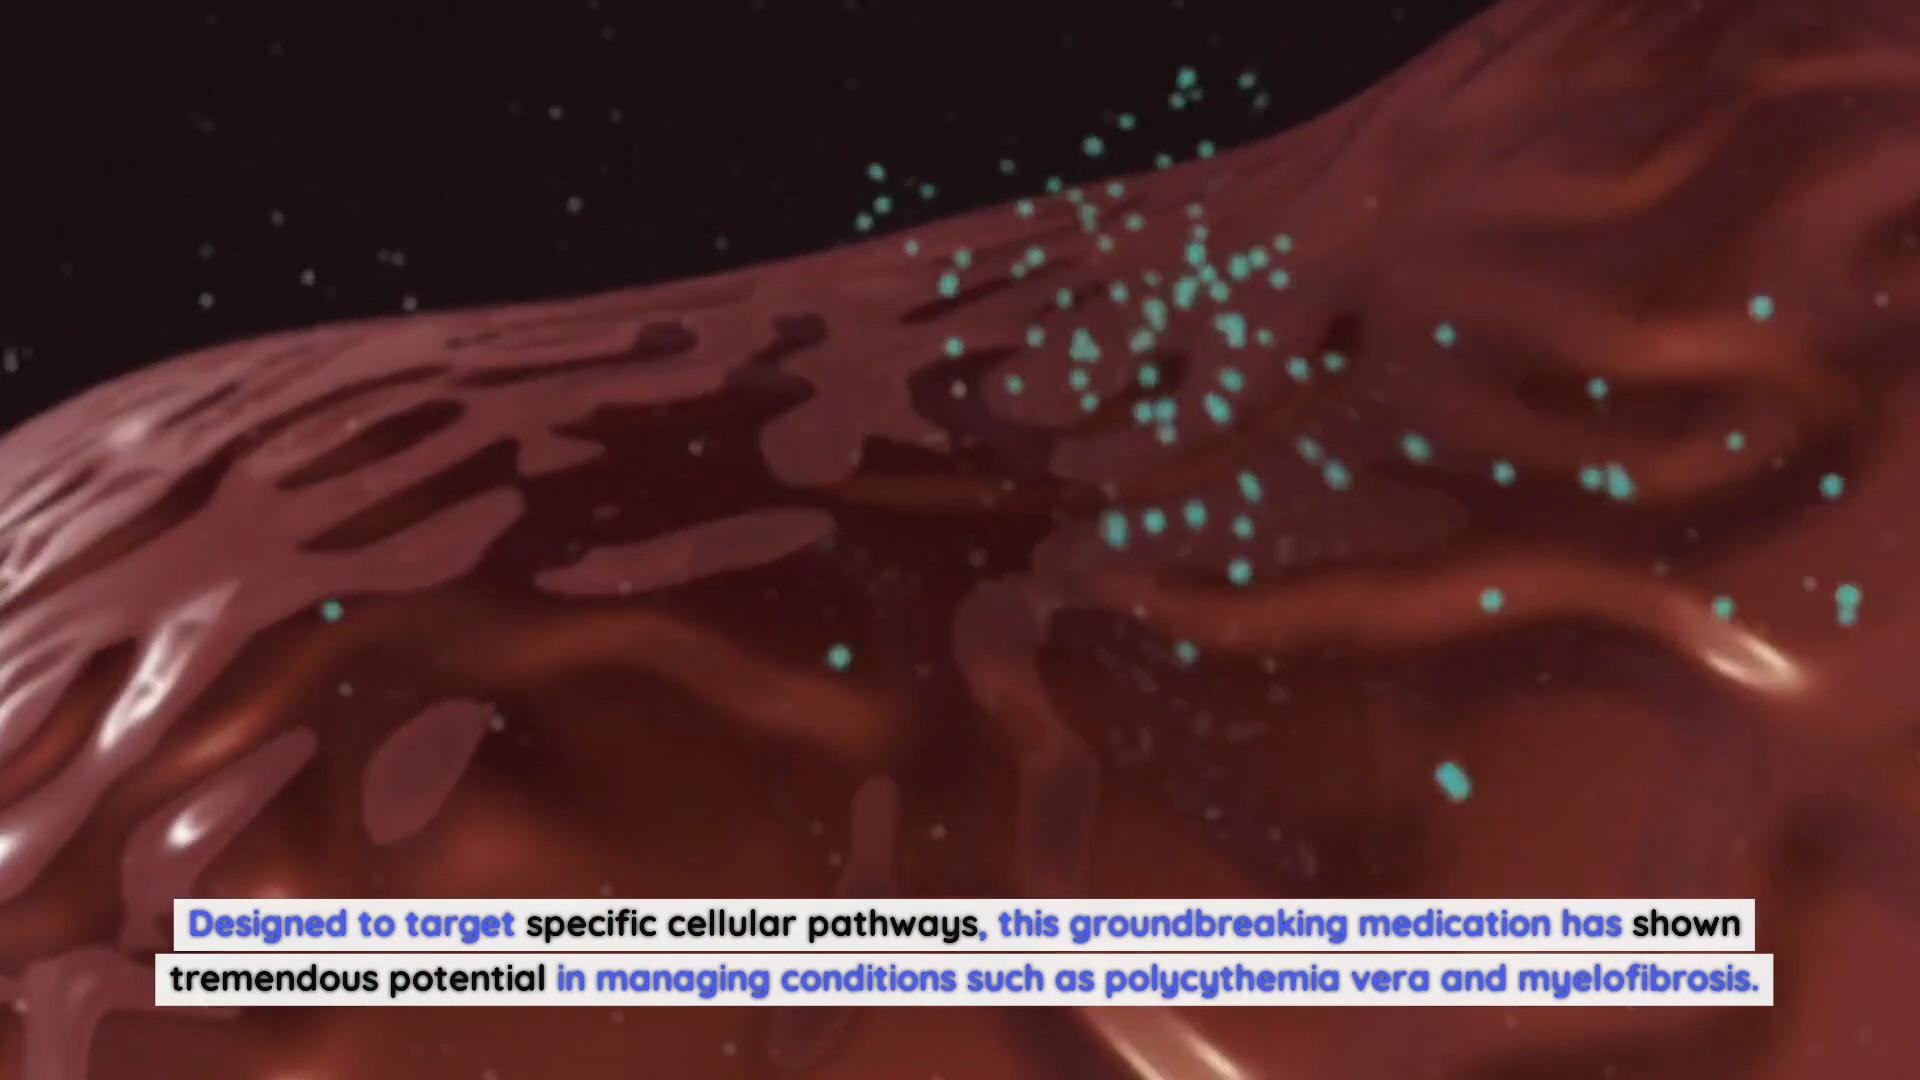 Designed to target specific cellular pathways, this groundbreaking medication has shown
tremendous potential in managing conditions such as polycythemia vera and myelofibrosis.